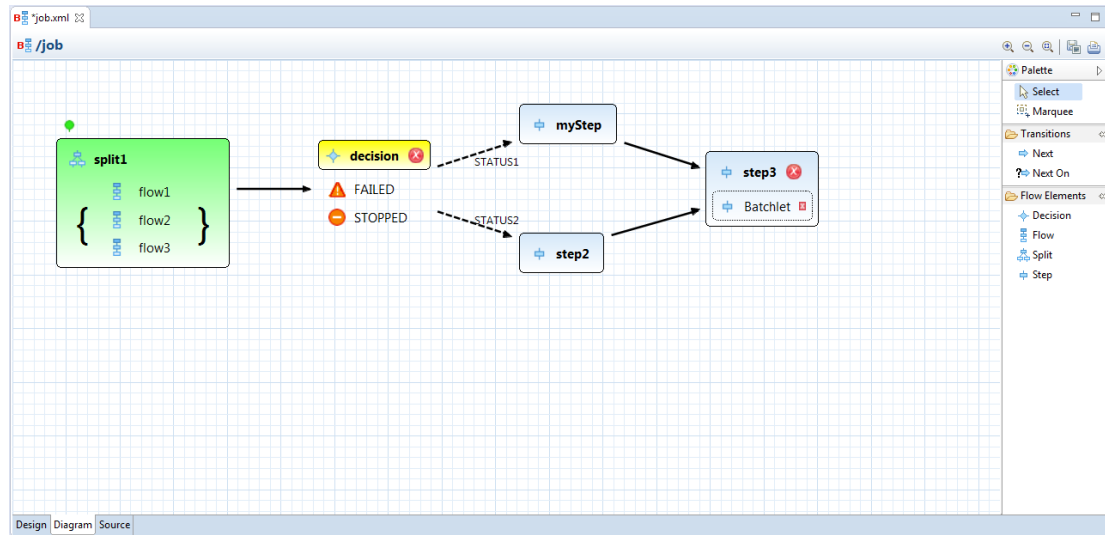 *job.xml
/job
Palette
Select
Marquee
Transitions
Next
Next On
Flow Elements
Decision
Flow
Split
Step
split1
flow1
flow2
flow3
decision
FAILED
STOPPED
STATUS1
STATUS2
myStep
step2
step3
Batchlet
Design Diagram Source